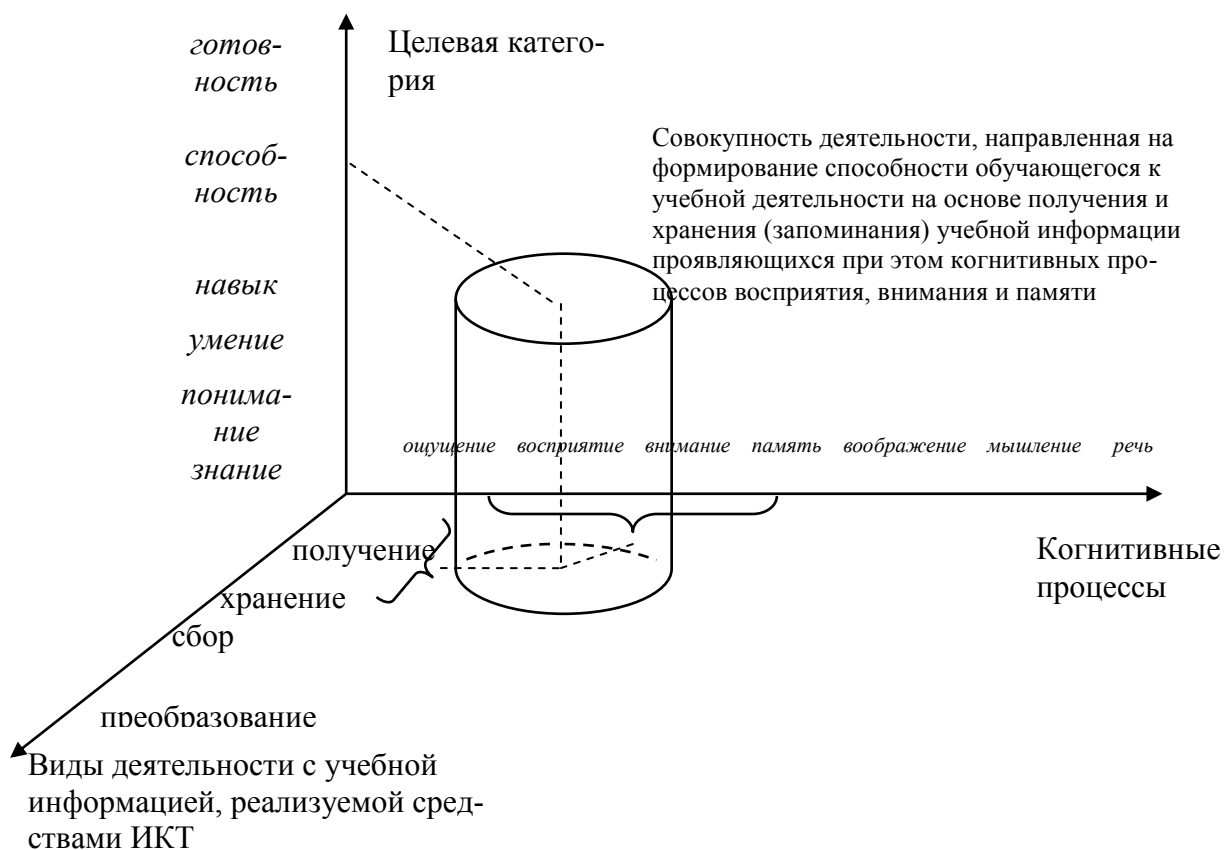 готов-
ность
Целевая катего-
рия
способ-
ность
Совокупность деятельности, направленная на
формирование способности обучающегося к
учебной деятельности на основе получения и
хранения (запоминания) учебной информации
проявляющихся при этом когнитивных про-
цессов восприятия, внимания и памяти
навык
умение
понима-
ние
знание
ощущение восприятие внимание память воображение мышление речь
получение
хранение
сбор
преобразование
Когнитивные
процессы
Виды деятельности с учебной
информацией, реализуемой сред-
ствами ИКТ